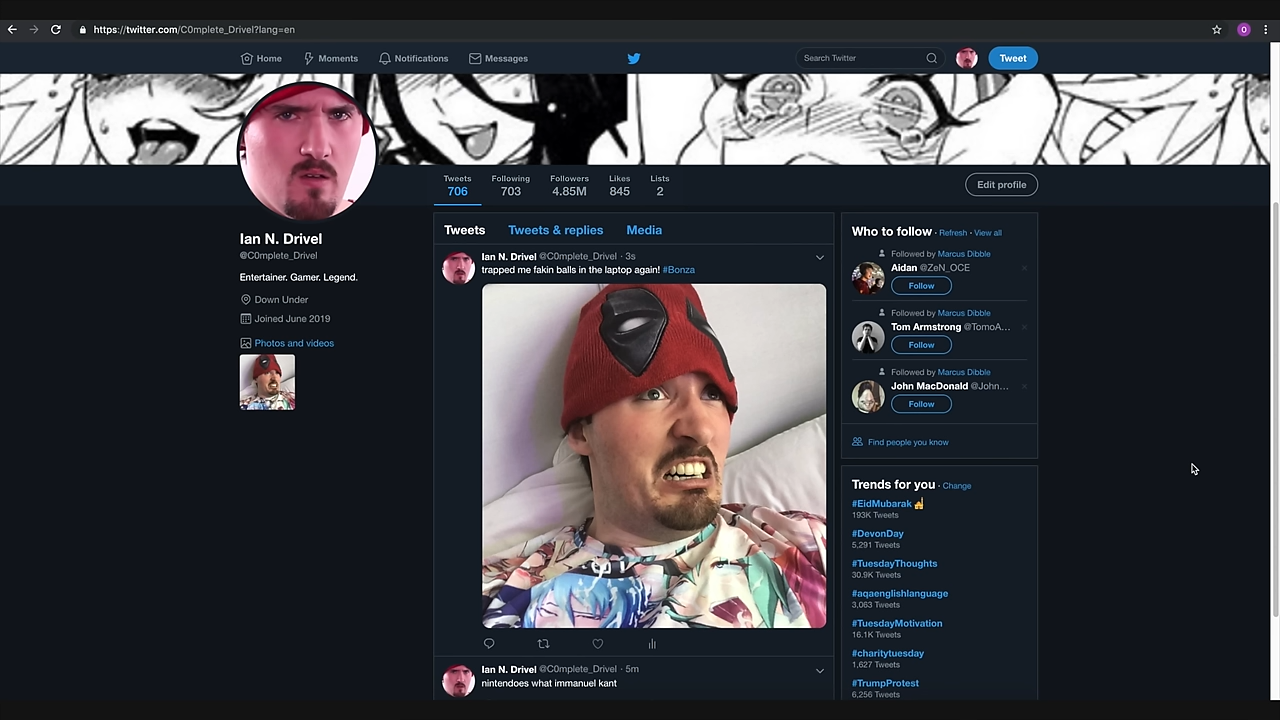 https://twitter.com/C0mplete_Drivel?lang=en
O
Home
Moments
Notifications
Messages
Search Twitter
Tweet
Tweets
706
Following
703
Followers
4.85M
Likes
845
Lists
2
Edit profile
Ian N. Drivel
@C0mplete_Drivel
Entertainer. Gamer. Legend.
Down Under
Joined June 2019
Photos and videos
Tweets Tweets & replies Media
Ian N. Drivel @C0mplete_Drivel · 3s
trapped me fakin balls in the laptop again! #Bonza
Ian N. Drivel @C0mplete_Drivel · 5m
nintendoes what immanuel kant
Who to follow · Refresh · View all
Followed by Marcus Dibble
Aidan @ZeN_OCE
Follow
Followed by Marcus Dibble
Tom Armstrong @TomoA...
Follow
Followed by Marcus Dibble
John MacDonald @John...
Follow
Find people you know
Trends for you · Change
#EidMubarak
193K Tweets
#DevonDay
5,291 Tweets
#TuesdayThoughts
30.9K Tweets
#aqaenglishlanguage
3,063 Tweets
#TuesdayMotivation
16.1K Tweets
#charitytuesday
1,627 Tweets
#TrumpProtest
6,256 Tweets